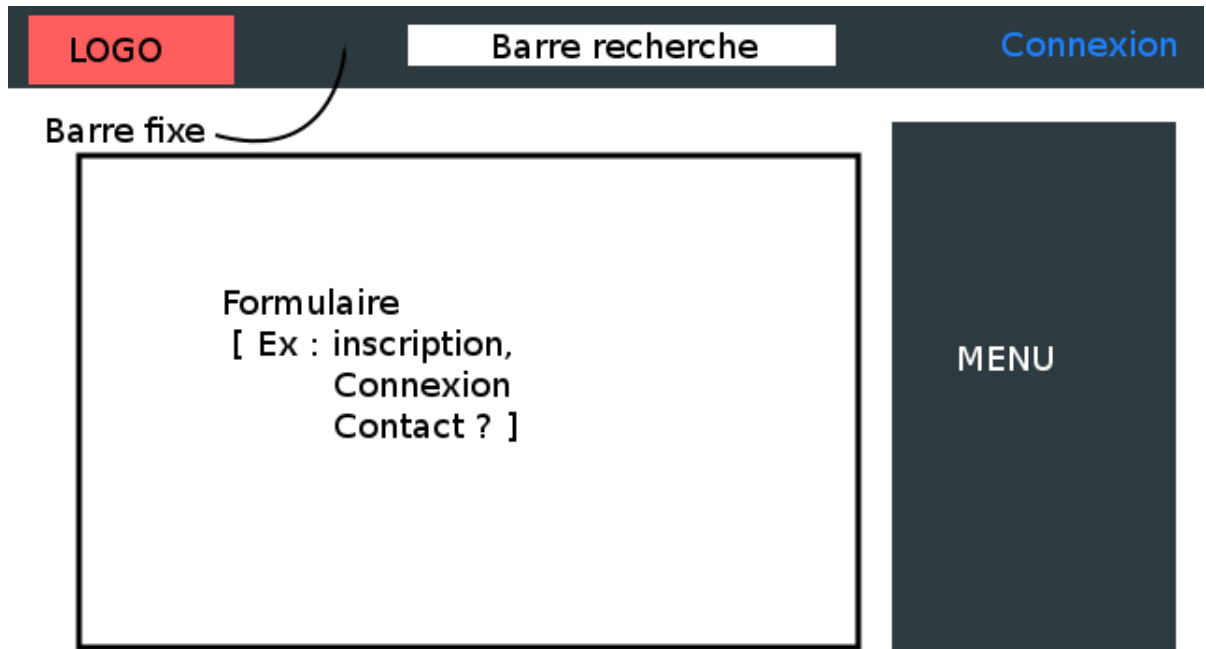 LOGO
Barre recherche
Connexion
Barre fixe
Formulaire
[ Ex : inscription,
Connexion
Contact ? ]
MENU